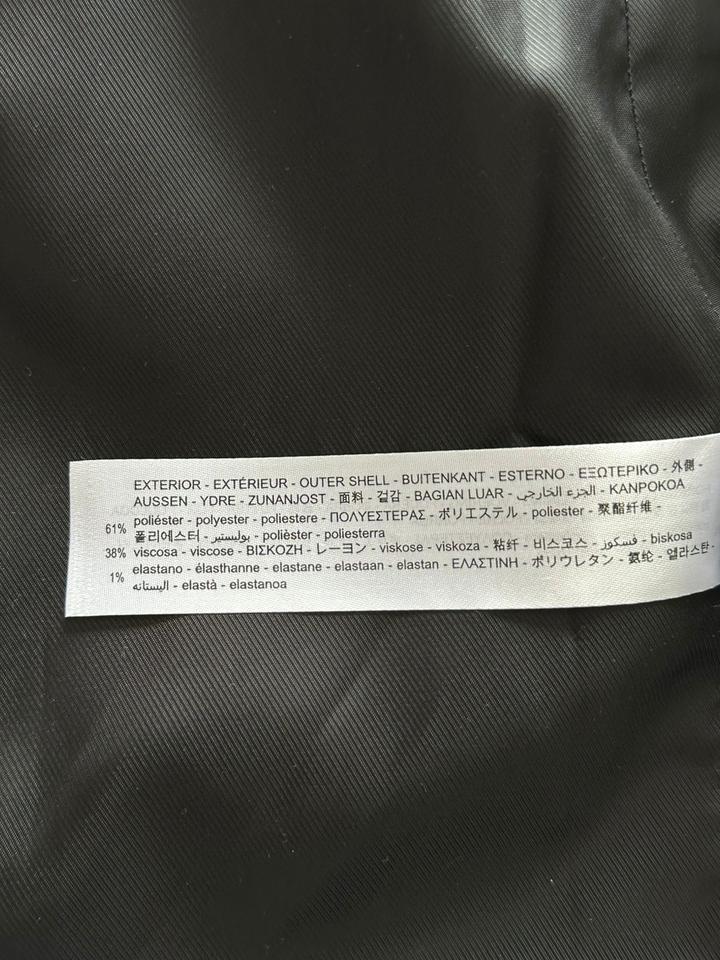 EXTERIOR - EXTÉRIEUR - OUTER SHELL - BUITENKANT - ESTERNO - ΕΞΩΤΕΡΙΚΟ - 外側 -
AUSSEN - YDRE - ZUNANJOST - 面料 - 겉감 - BAGIAN LUAR - الجزء الخارجي - KANPOKOA
61% poliéster - polyester - poliestere - ΠΟΛΥΕΣΤΕΡΑΣ - ポリエステル - poliester - 聚酯纤维 -
폴리에스터 - بوليستير - polièster - poliesterra
38% viscosa - viscose - ΒΙΣΚΟΖΗ - レーヨン - viskose - viskoza - 粘纤 - 비스코스 - فسكوز - biskosa
1% elastano - élasthanne - elastane - elastaan - elastan - ΕΛΑΣΤΙΝΗ - ポリウレタン - 氨纶 - 엘라스탄 -
اليستانه - elastà - elastanoa